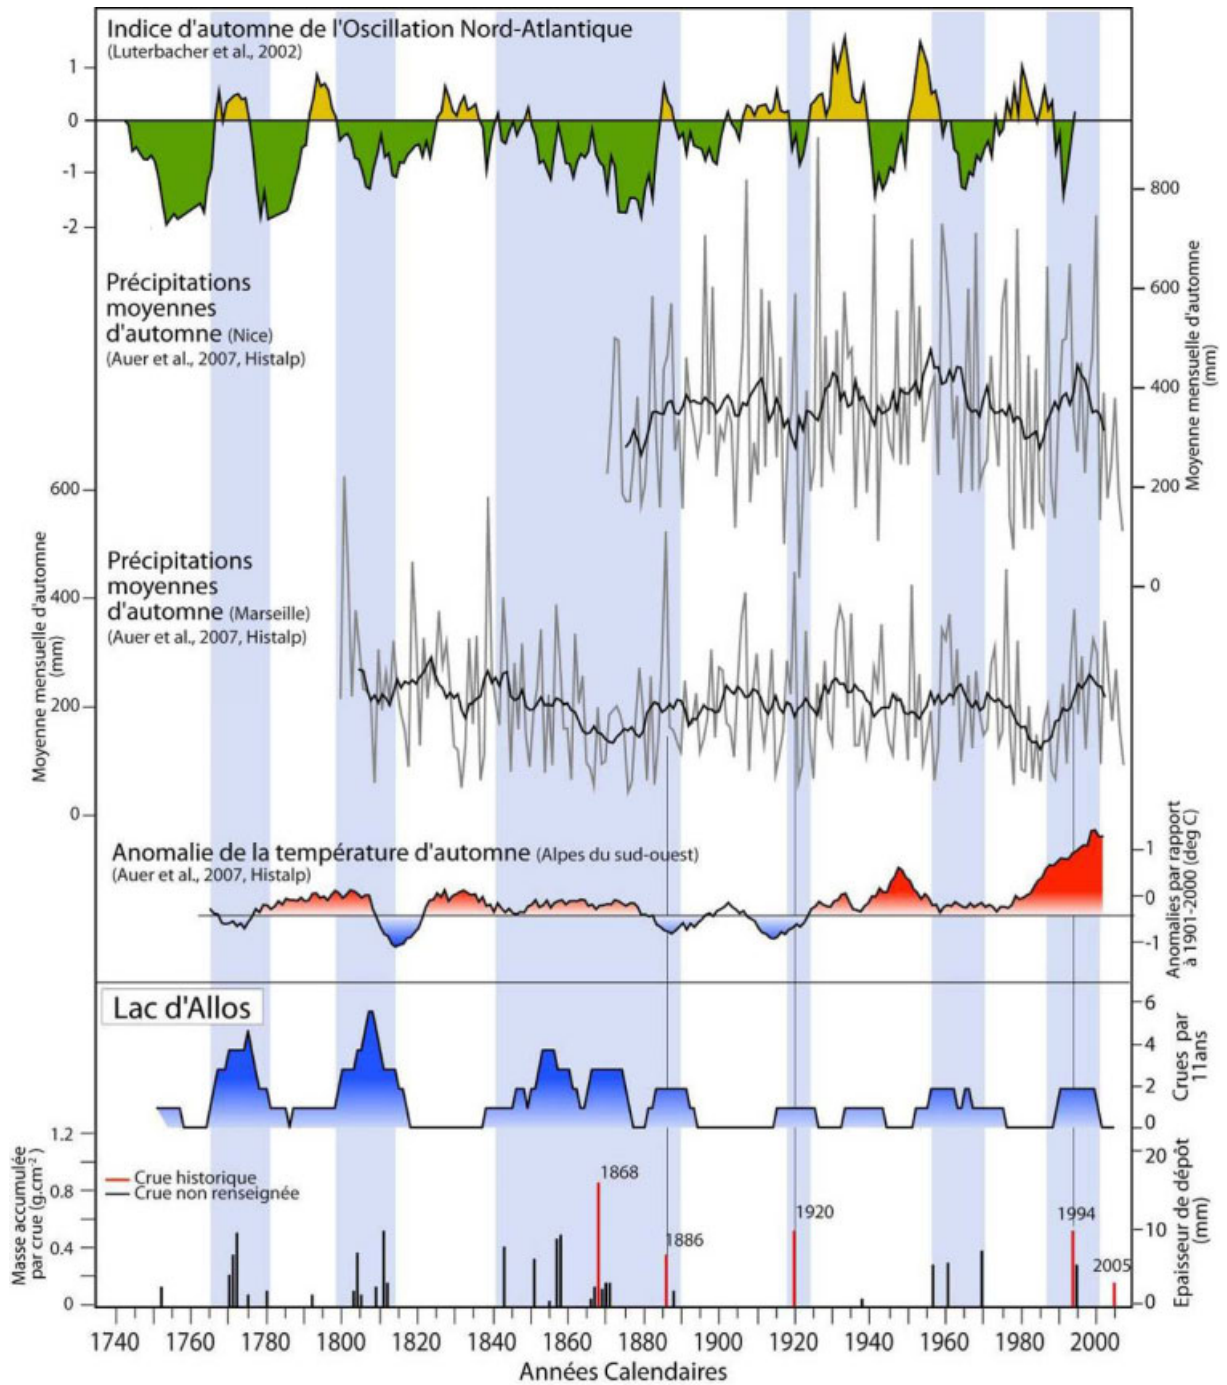 Indice d'automne de l'Oscillation Nord-Atlantique
(Luterbacher et al., 2002)
1
0
-1
-2
800
600
400
200
0
Moyenne mensuelle d'automne
(mm)
Précipitations
moyennes
d'automne (Nice)
(Auer et al., 2007, Histalp)
600
400
200
0
Moyenne mensuelle d'automne
(mm)
Précipitations
moyennes
d'automne (Marseille)
(Auer et al., 2007, Histalp)
Anomalie de la température d'automne (Alpes du sud-ouest)
(Auer et al., 2007, Histalp)
1
0
-1
Anomalies par rapport
à 1901-2000 (deg C)
Lac d'Allos
6
4
2
0
Crues par
11ans
1.2
0.8
0.4
0
Masse accumulée
par crue (g.cm-2)
Crue historique
Crue non renseignée
1868
1886
1920
1994
2005
20
10
0
Epaisseur de dépôt
(mm)
1740 1760 1780 1800 1820 1840 1860 1880 1900 1920 1940 1960 1980 2000
Années Calendaires